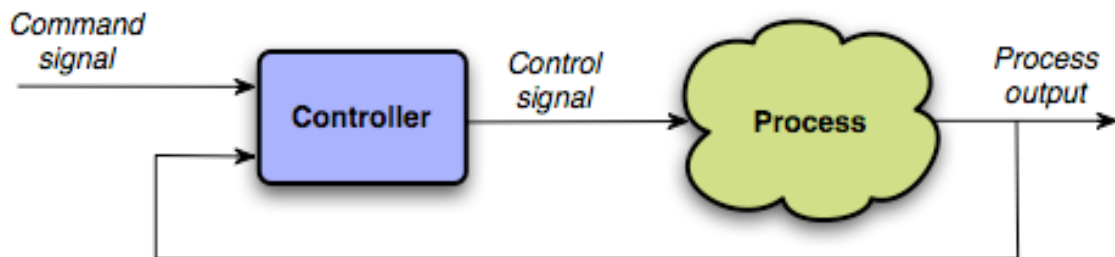 Command
signal
Controller
Control
signal
Process
Process
output